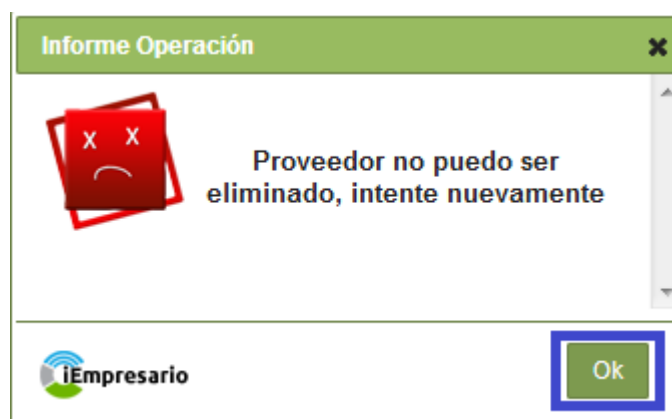 Informe Operación
x x
Proveedor no puedo ser
eliminado, intente nuevamente
iEmpresario
Ok